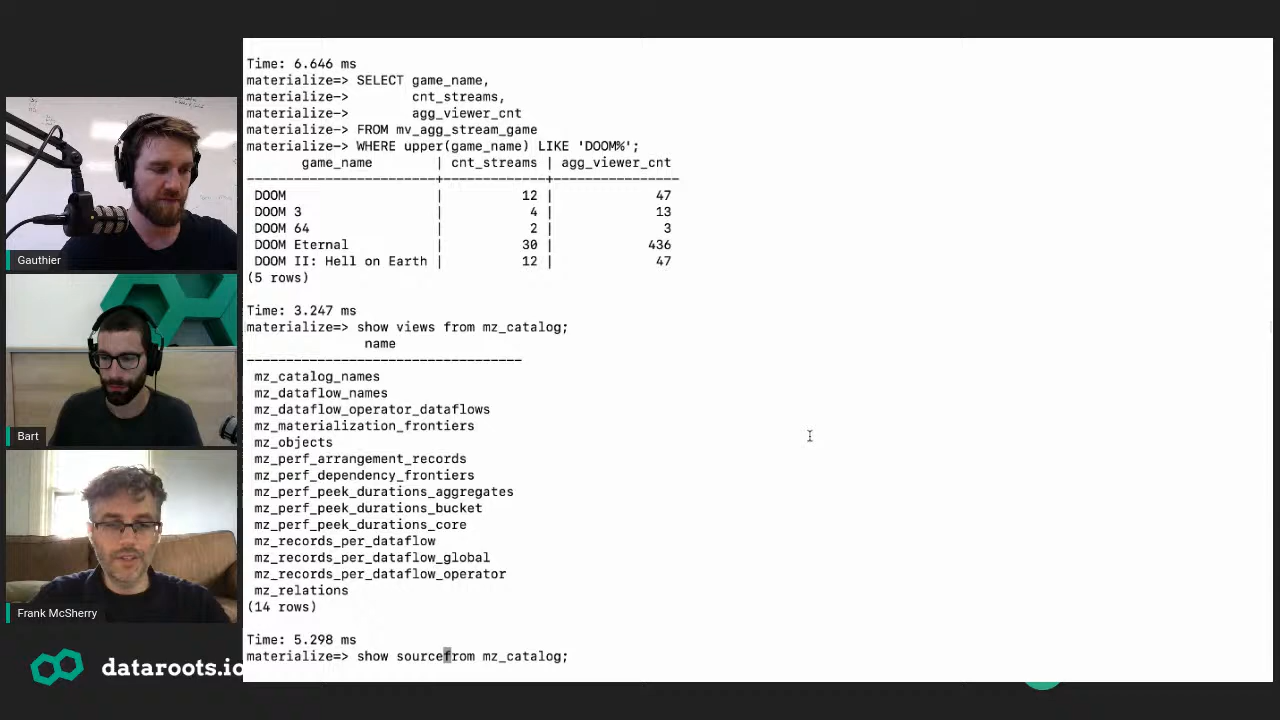 Time: 6.646 ms
materialize=> SELECT game_name,
materialize-> cnt_streams,
materialize-> agg_viewer_cnt
materialize-> FROM mv_agg_stream_game
materialize-> WHERE upper(game_name) LIKE 'DOOM%';
game_name | cnt_streams | agg_viewer_cnt
------------------------+-------------+----------------
DOOM | 12 | 47
DOOM 3 | 4 | 13
DOOM 64 | 2 | 3
DOOM Eternal | 30 | 436
DOOM II: Hell on Earth | 12 | 47
(5 rows)
Time: 3.247 ms
materialize=> show views from mz_catalog;
name
-----------------------------------
mz_catalog_names
mz_dataflow_names
mz_dataflow_operator_dataflows
mz_materialization_frontiers
mz_objects
mz_perf_arrangement_records
mz_perf_dependency_frontiers
mz_perf_peek_durations_aggregates
mz_perf_peek_durations_bucket
mz_perf_peek_durations_core
mz_records_per_dataflow
mz_records_per_dataflow_global
mz_records_per_dataflow_operator
mz_relations
(14 rows)
Time: 5.298 ms
materialize=> show sourcefrom mz_catalog;
Gauthier
Bart
Frank McSherry
dataroots.io